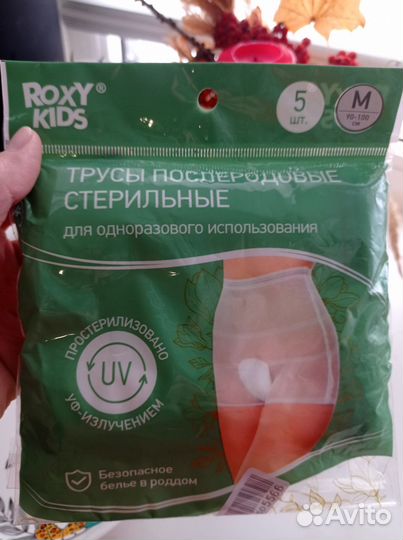 ROXY®
KIDS
5
шт.
M
90-100
см
ТРУСЫ ПОСЛЕРОДОВЫЕ
СТЕРИЛЬНЫЕ
для одноразового использования
ПРОСТЕРИЛИЗОВАНО
UV
УФ-ИЗЛУЧЕНИЕМ
Безопасное
белье в роддом
Avito